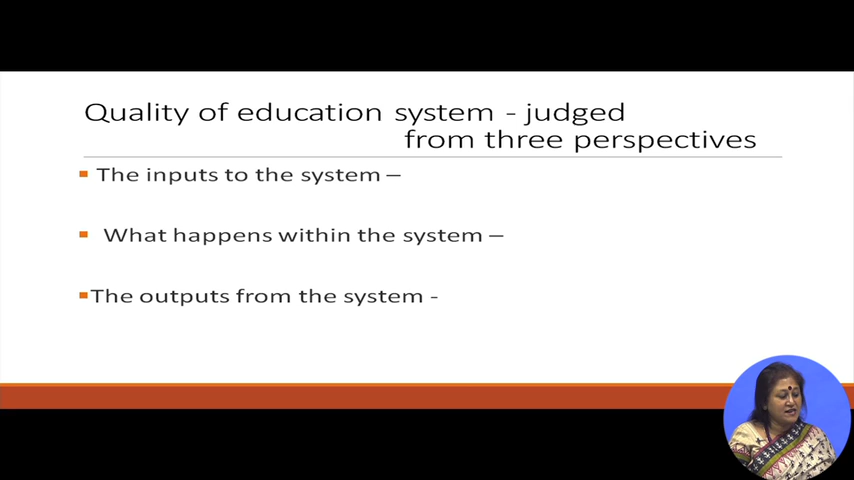 Quality of education system - judged
from three perspectives
The inputs to the system –
What happens within the system –
The outputs from the system -